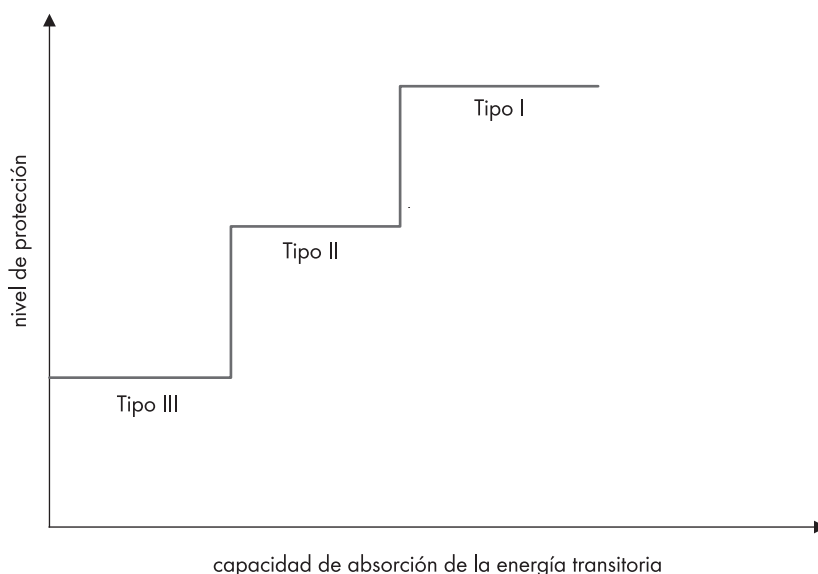 nivel de protección
Tipo I
Tipo II
Tipo III
capacidad de absorción de la energía transitoria